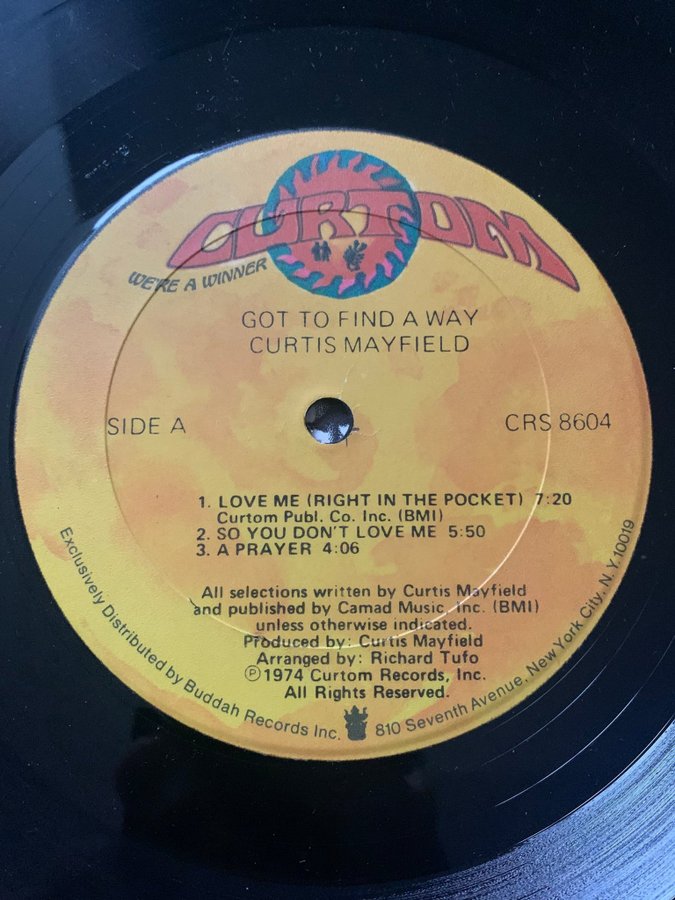 CURTOM
WE'RE A WINNER
GOT TO FIND A WAY
CURTIS MAYFIELD
SIDE A
CRS 8604
1. LOVE ME (RIGHT IN THE POCKET) 7:20
Curtom Publ. Co. Inc. (BMI)
2. SO YOU DON'T LOVE ME 5:50
3. A PRAYER 4:06
All selections written by Curtis Mayfield
and published by Camad Music, Inc. (BMI)
unless otherwise indicated.
Produced by: Curtis Mayfield
Arranged by: Richard Tufo
Ⓟ1974 Curtom Records, Inc.
All Rights Reserved.
Exclusively Distributed by Buddah Records Inc. 810 Seventh Avenue, New York City, N.Y. 10019